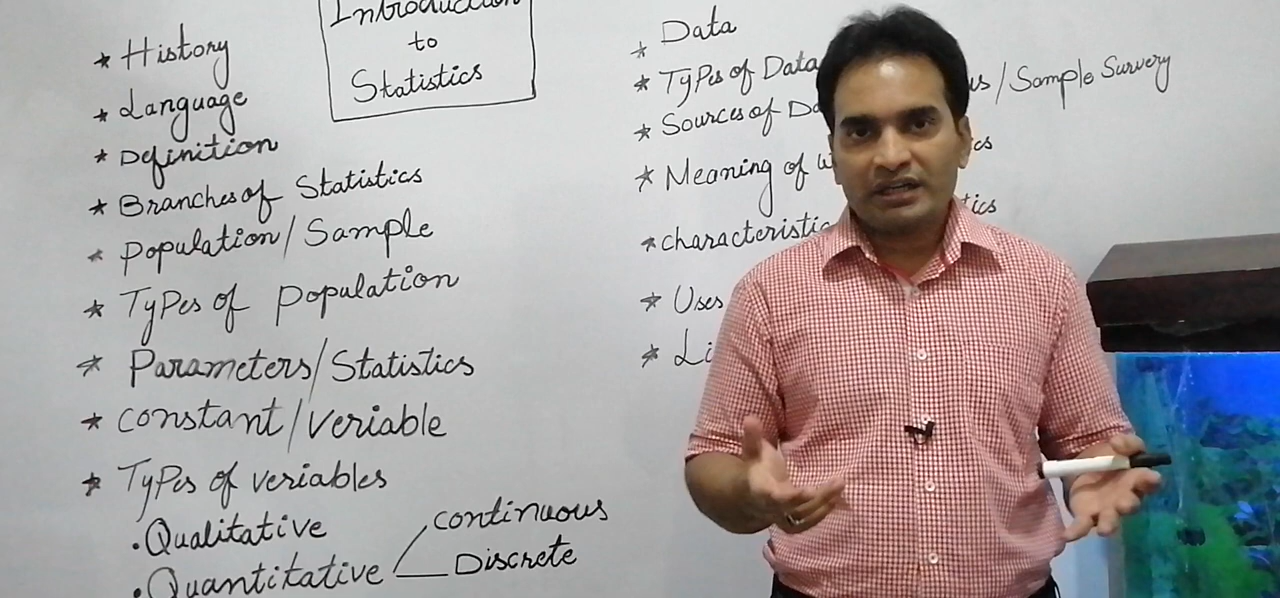 Introduction
to
Statistics
* History
* Language
* Definition
* Branches of Statistics
* Population/Sample
* Types of Population
* Parameters/Statistics
* Constant/Veriable
* Types of veriables
. Qualitative
. Quantitative
continuous
Discrete
* Data
* Types of Data
* Sources of /Sample Survery
* Meaning of
* characteristic
* Uses